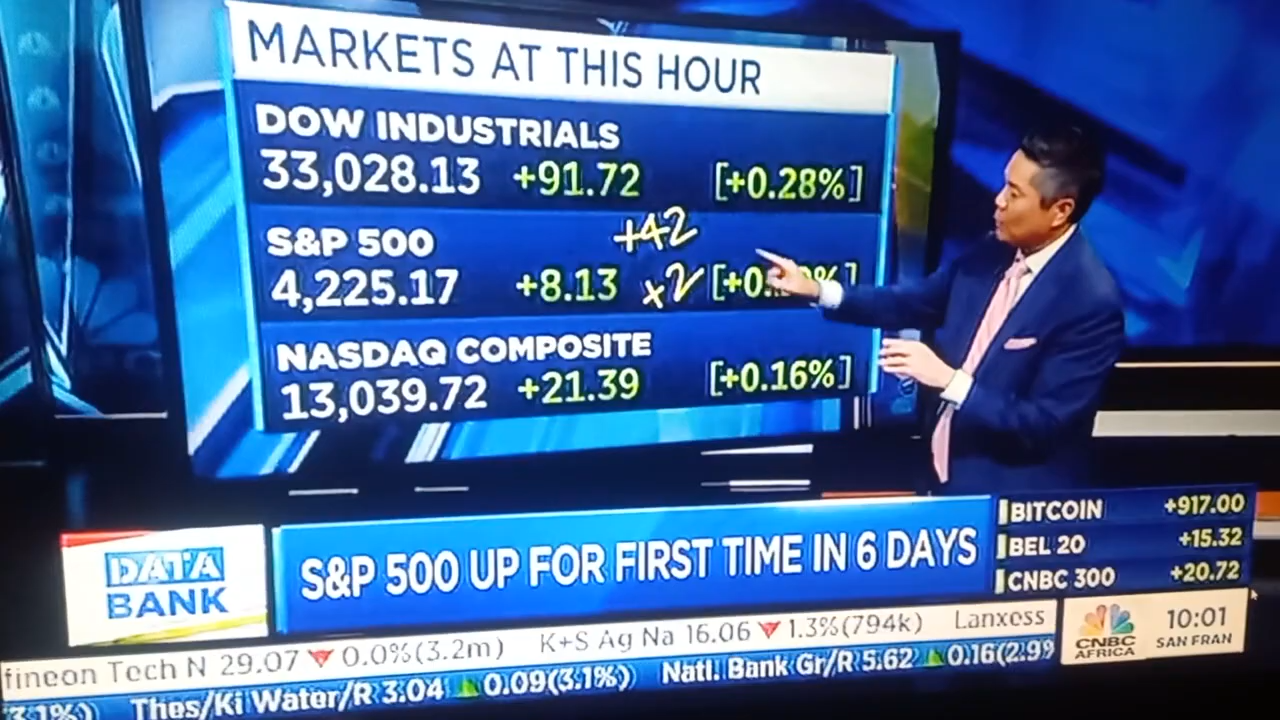 MARKETS AT THIS HOUR
DOW INDUSTRIALS
33,028.13 +91.72 [+0.28%]
+42
S&P 500
4,225.17 +8.13 x2 [+0. %]
NASDAQ COMPOSITE
13,039.72 +21.39 [+0.16%]
DATA
BANK
S&P 500 UP FOR FIRST TIME IN 6 DAYS
BITCOIN +917.00
BEL 20 +15.32
CNBC 300 +20.72
fineon Tech N 29.07 ▼ 0.0%(3.2m) K+S Ag Na 16.06 ▼ 1.3%(794k) Lanxess
3.1%) Thes/Ki Water/R 3.04 ▲ 0.09(3.1%) Natl. Bank Gr/R 5.62 ▲ 0.16(2.9%
CNBC
AFRICA
10:01
SAN FRAN